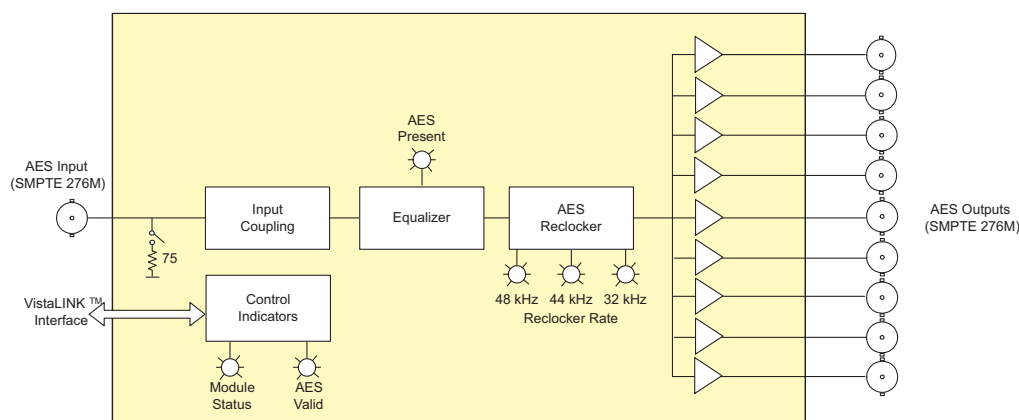 AES
Present
AES Input
(SMPTE 276M)
Input
Coupling
Equalizer
AES
Reclocker
AES Outputs
(SMPTE 276M)
75
48 kHz
44 kHz
32 kHz
Reclocker Rate
VistaLINK ™
Interface
Control
Indicators
Module
Status
AES
Valid